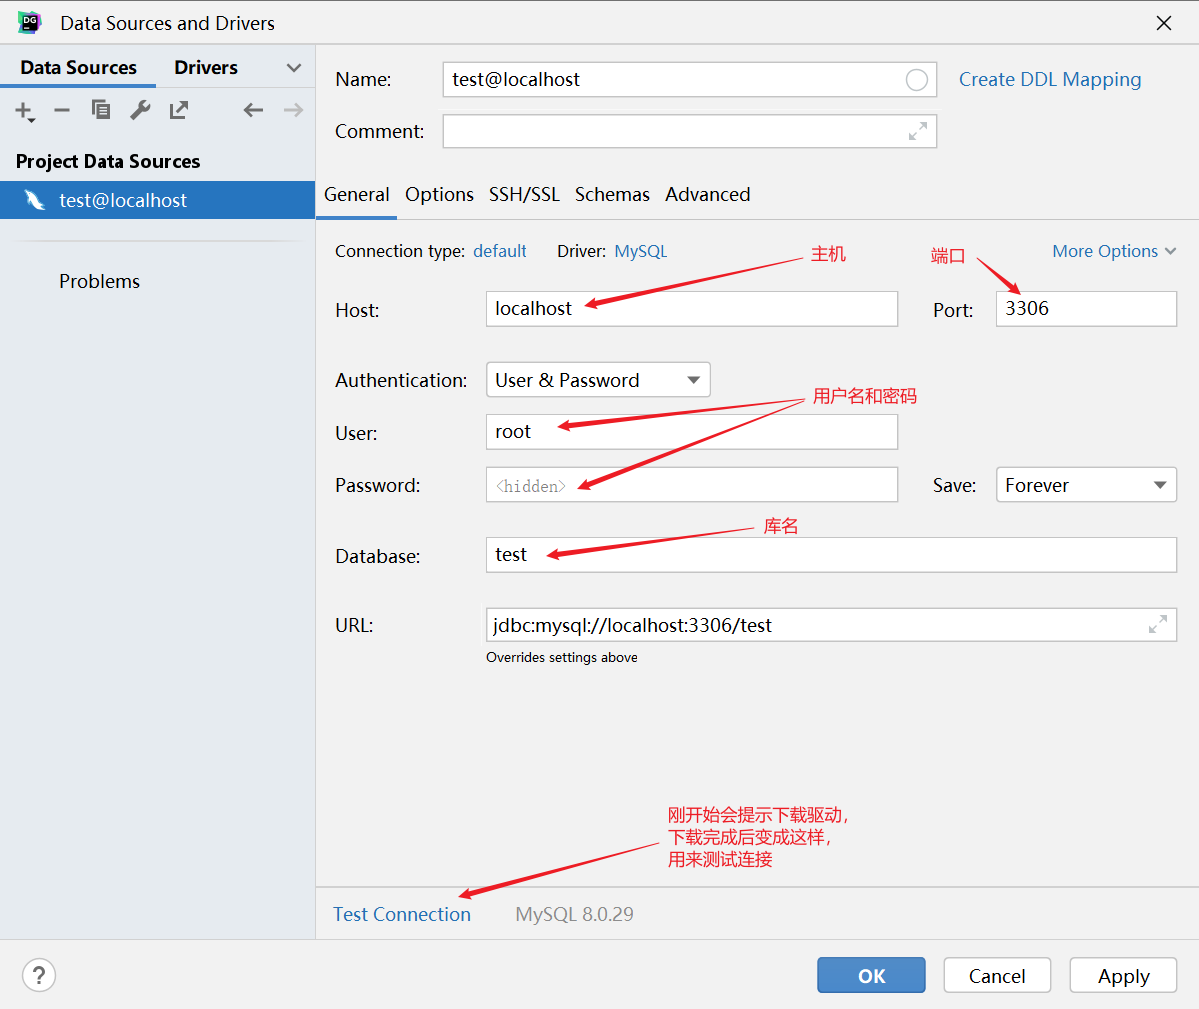 DG
Data Sources and Drivers
Data Sources Drivers
Name: test@localhost Create DDL Mapping
Comment:
Project Data Sources
test@localhost
Problems
General Options SSH/SSL Schemas Advanced
Connection type: default Driver: MySQL 主机 端口 More Options
Host: localhost Port: 3306
Authentication: User & Password
用户名和密码
User: root
Password: <hidden> Save: Forever
库名
Database: test
URL: jdbc:mysql://localhost:3306/test
Overrides settings above
刚开始会提示下载驱动，
下载完成后变成这样，
用来测试连接
Test Connection MySQL 8.0.29
? OK Cancel Apply